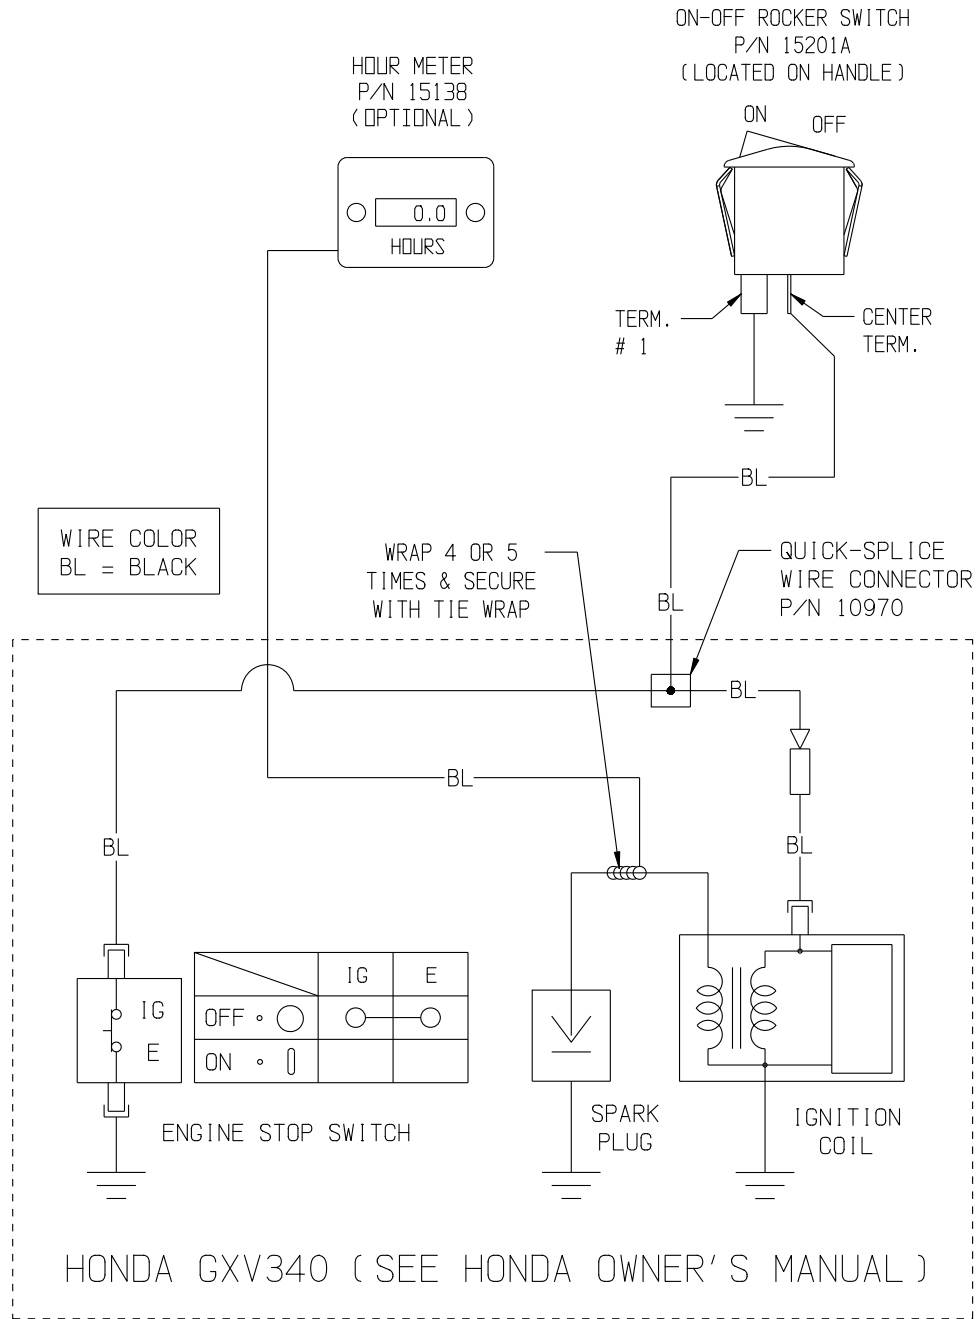 ON-OFF ROCKER SWITCH
P/N 15201A
(LOCATED ON HANDLE)
HOUR METER
P/N 15138
(OPTIONAL)
ON
OFF
0.0
HOURS
TERM.
# 1
CENTER
TERM.
BL
WIRE COLOR
BL = BLACK
WRAP 4 OR 5
TIMES & SECURE
WITH TIE WRAP
QUICK-SPLICE
WIRE CONNECTOR
P/N 10970
BL
BL
BL
BL
BL
IG
E
IG
E
OFF
ON
ENGINE STOP SWITCH
SPARK
PLUG
IGNITION
COIL
HONDA GXV340 (SEE HONDA OWNER'S MANUAL)